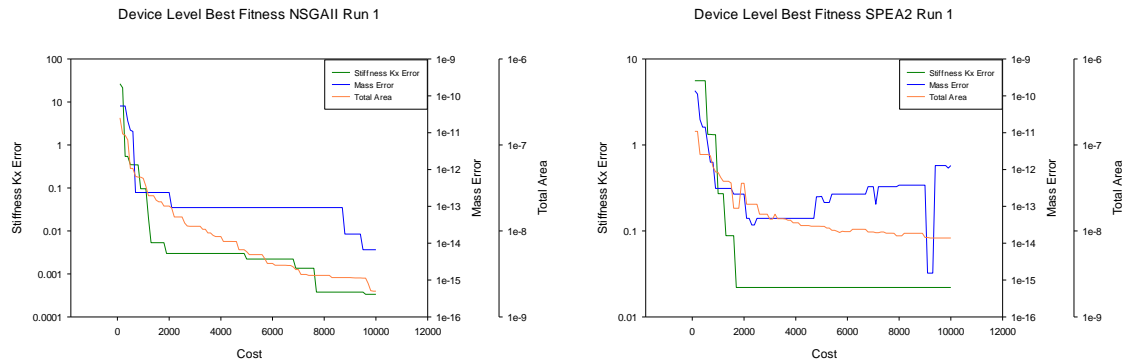 Device Level Best Fitness NSGAII Run 1
Stiffness Kx Error
100
10
1
0.1
0.01
0.001
0.0001
Stiffness Kx Error
Mass Error
Total Area
1e-9
1e-10
1e-11
1e-12
1e-13
1e-14
1e-15
1e-16
Mass Error
1e-6
1e-7
1e-8
1e-9
Total Area
0
2000
4000
6000
8000
10000
12000
Cost
Device Level Best Fitness SPEA2 Run 1
Stiffness Kx Error
10
1
0.1
0.01
Stiffness Kx Error
Mass Error
Total Area
1e-9
1e-10
1e-11
1e-12
1e-13
1e-14
1e-15
1e-16
Mass Error
1e-6
1e-7
1e-8
1e-9
Total Area
0
2000
4000
6000
8000
10000
12000
Cost